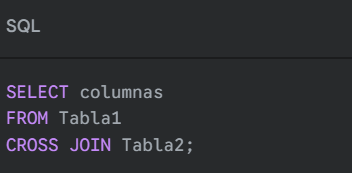 SQL
SELECT columnas
FROM Tabla1
CROSS JOIN Tabla2;